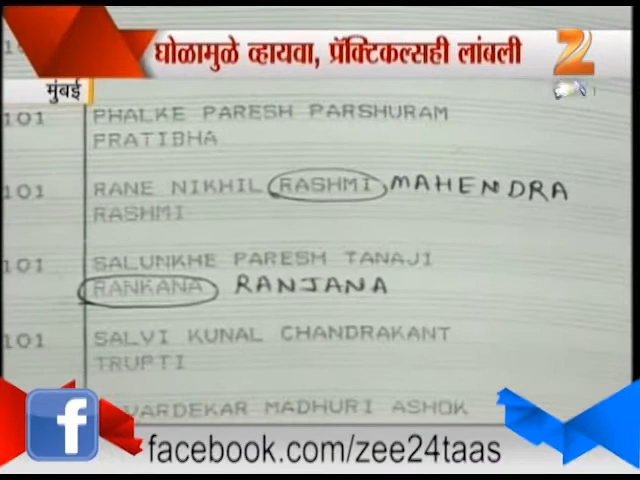 घोळामुळे व्हायवा, प्रॅक्टिकल्सही लांबली
Z
मुंबई
101 PHALKE PARESH PARSHURAM
PRATIBHA
101 RANE NIKHIL RASHMI MAHENDRA
RASHMI
101 SALUNKHE PARESH TANAJI
RANKANA RANJANA
101 SALVI KUNAL CHANDRAKANT
TRUPTI
VARDEKAR MADHURI ASHOK
f facebook.com/zee24taas